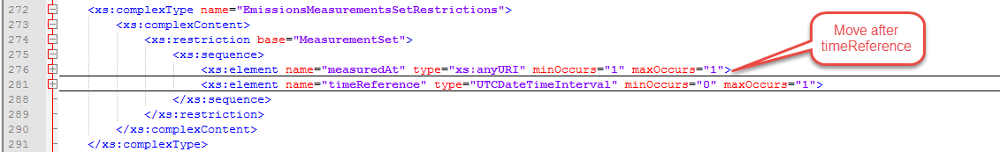 272 <xs:complexType name="EmissionsMeasurementsSetRestrictions">
273 <xs:complexContent>
274 <xs:restriction base="MeasurementSet">
275 <xs:sequence>
276 <xs:element name="measuredAt" type="xs:anyURI" minOccurs="1" maxOccurs="1">
281 <xs:element name="timeReference" type="UTCDateTimeInterval" minOccurs="0" maxOccurs="1">
288 </xs:sequence>
289 </xs:restriction>
290 </xs:complexContent>
291 </xs:complexType>
Move after
timeReference